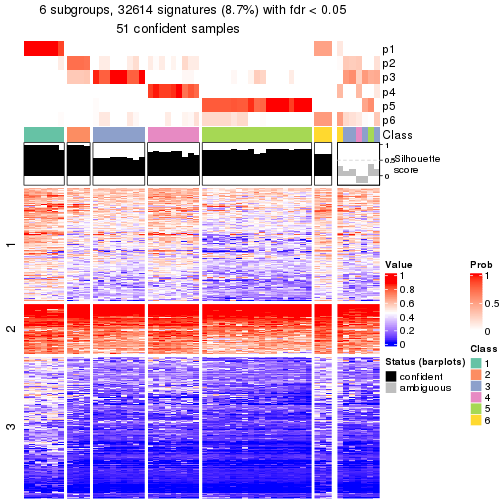 6 subgroups, 32614 signatures (8.7%) with fdr < 0.05
51 confident samples
p1
p2
p3
p4
p5
p6
Class
1
0.5
0
Silhouette
score
1
2
3
Value
1
0.8
0.6
0.4
0.2
0
Prob
1
0.5
0
Status (barplots)
confident
ambiguous
Class
1
2
3
4
5
6